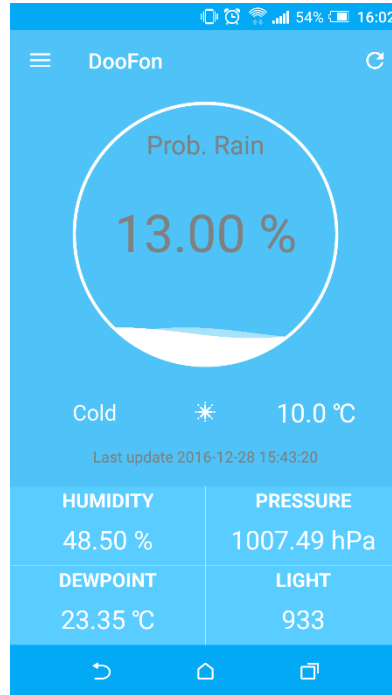 54% 16:02
DooFon
Prob. Rain
13.00 %
Cold 10.0 °C
Last update 2016-12-28 15:43:20
HUMIDITY PRESSURE
48.50 % 1007.49 hPa
DEWPOINT LIGHT
23.35 °C 933